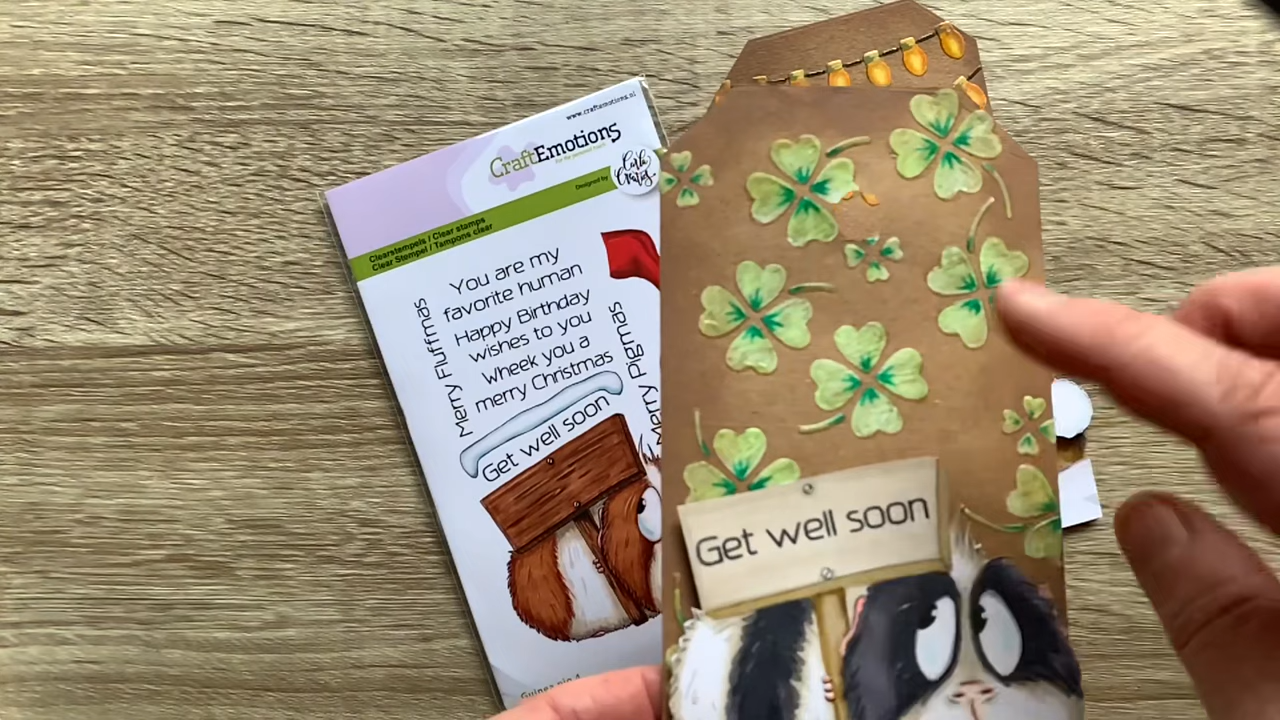 www.craftemotions.nl
CraftEmotions
for the personal touch
Designed by
Carla
Clearstempels / Clear stamps
Clear Stempel / Tampons clear
You are my
favorite human
Happy Birthday
wishes to you
wheek you a
merry Christmas
Merry Fluffmas
Merry Pigmas
Get well soon
Get well soon